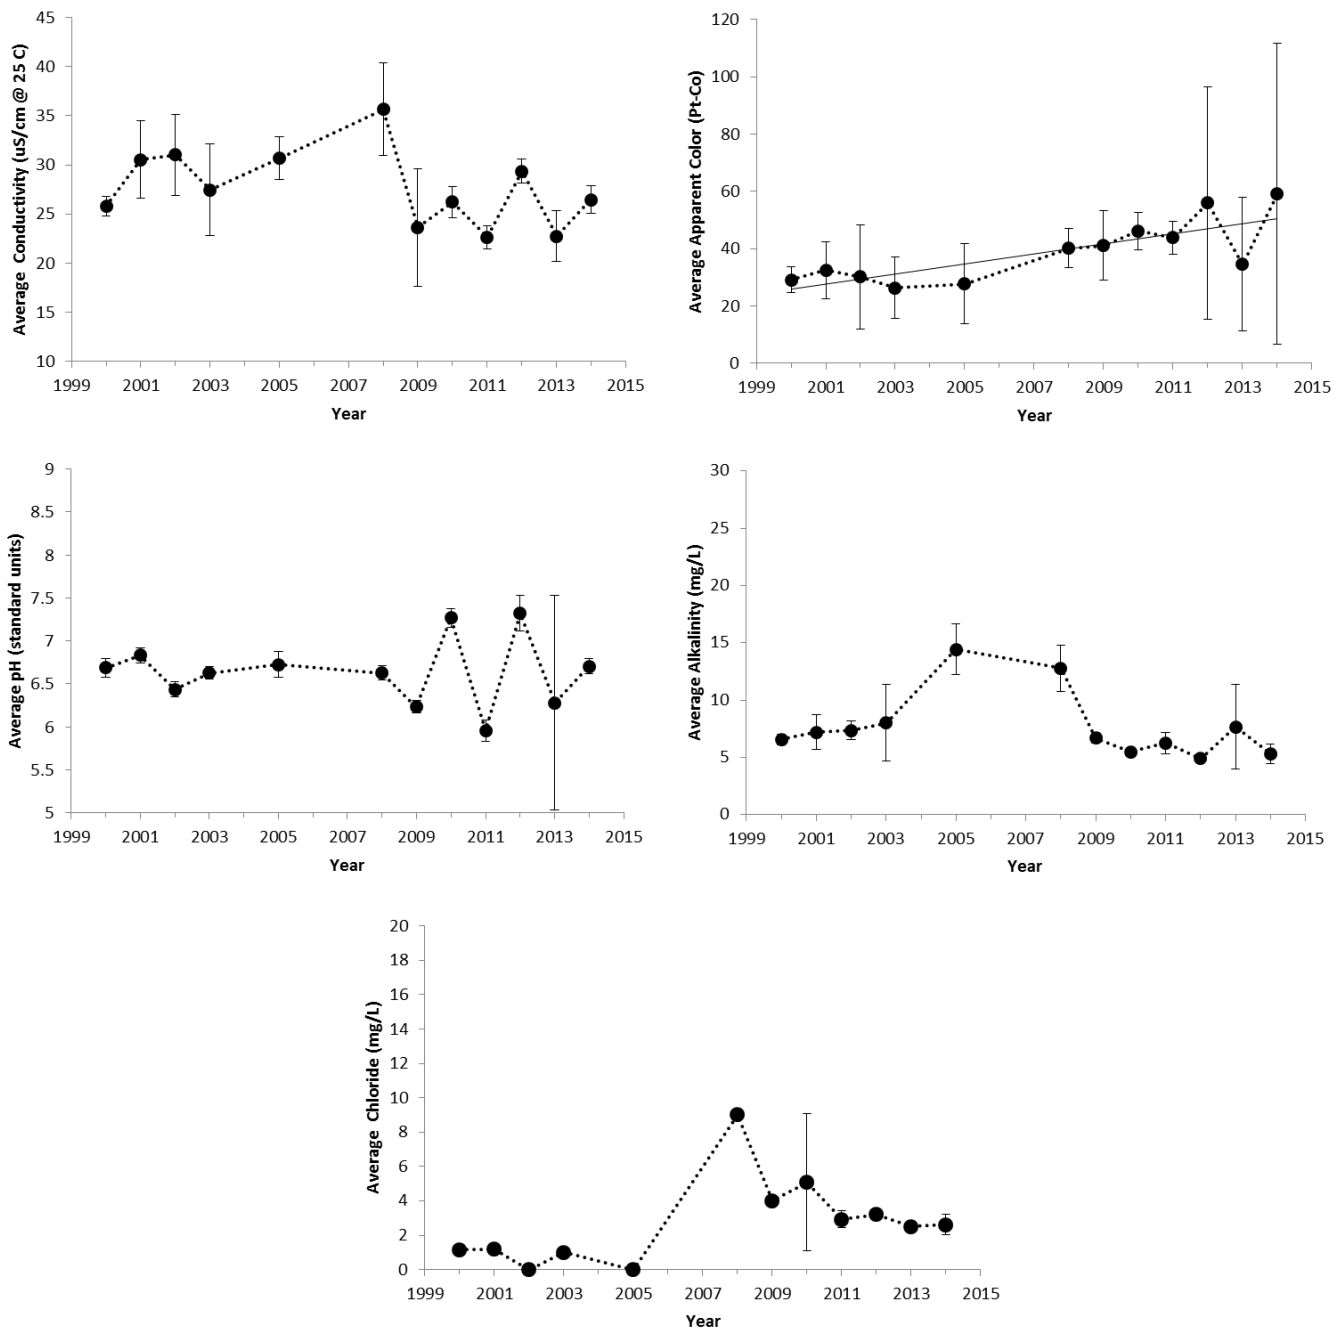 45
40
35
30
25
20
15
10
Average Conductivity (uS/cm @ 25 C)
1999 2001 2003 2005 2007 2009 2011 2013 2015
Year
120
100
80
60
40
20
0
Average Apparent Color (Pt-Co)
1999 2001 2003 2005 2007 2009 2011 2013 2015
Year
9
8.5
8
7.5
7
6.5
6
5.5
5
Average pH (standard units)
1999 2001 2003 2005 2007 2009 2011 2013 2015
Year
30
25
20
15
10
5
0
Average Alkalinity (mg/L)
1999 2001 2003 2005 2007 2009 2011 2013 2015
Year
20
18
16
14
12
10
8
6
4
2
0
Average Chloride (mg/L)
1999 2001 2003 2005 2007 2009 2011 2013 2015
Year